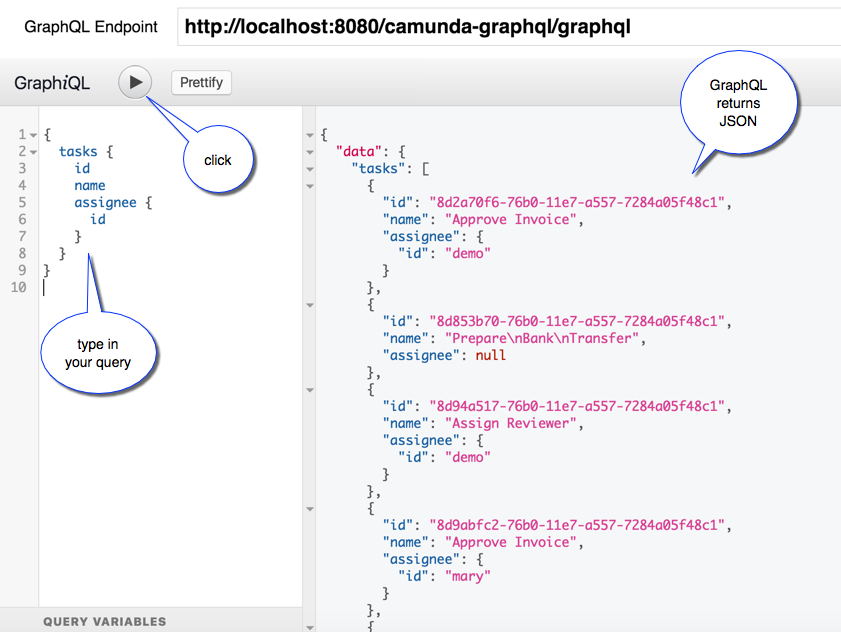 GraphQL Endpoint
http://localhost:8080/camunda-graphql/graphql
GraphiQL
Prettify
click
GraphQL
returns
JSON
1 {
2 tasks {
3 id
4 name
5 assignee {
6 id
7 }
8 }
9 }
10
type in
your query
QUERY VARIABLES
{
"data": {
"tasks": [
{
"id": "8d2a70f6-76b0-11e7-a557-7284a05f48c1",
"name": "Approve Invoice",
"assignee": {
"id": "demo"
}
},
{
"id": "8d853b70-76b0-11e7-a557-7284a05f48c1",
"name": "Prepare\nBank\nTransfer",
"assignee": null
},
{
"id": "8d94a517-76b0-11e7-a557-7284a05f48c1",
"name": "Assign Reviewer",
"assignee": {
"id": "demo"
}
},
{
"id": "8d9abfc2-76b0-11e7-a557-7284a05f48c1",
"name": "Approve Invoice",
"assignee": {
"id": "mary"
}
},
{